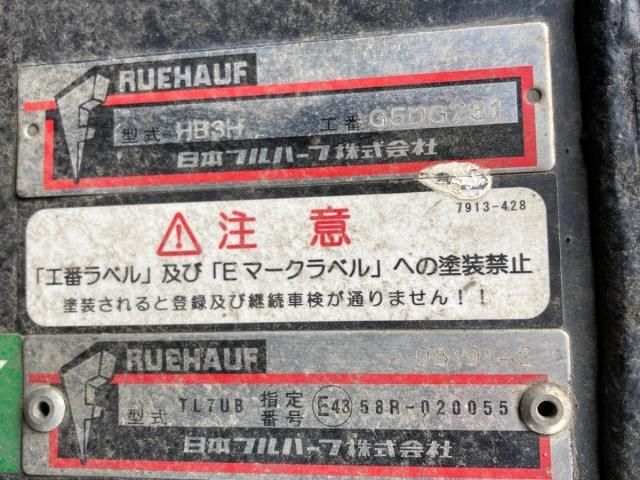 RUEHAUF
型式 HB3H 工番 G5DG731
日本フルハーフ株式会社
7913-428
⚠注意
「工番ラベル」及び「Eマークラベル」への塗装禁止
塗装されると登録及び継続車検が通りません!!
RUEHAUF
型式 TL7UB 指定番号 E43 58R-020055
日本フルハーフ株式会社